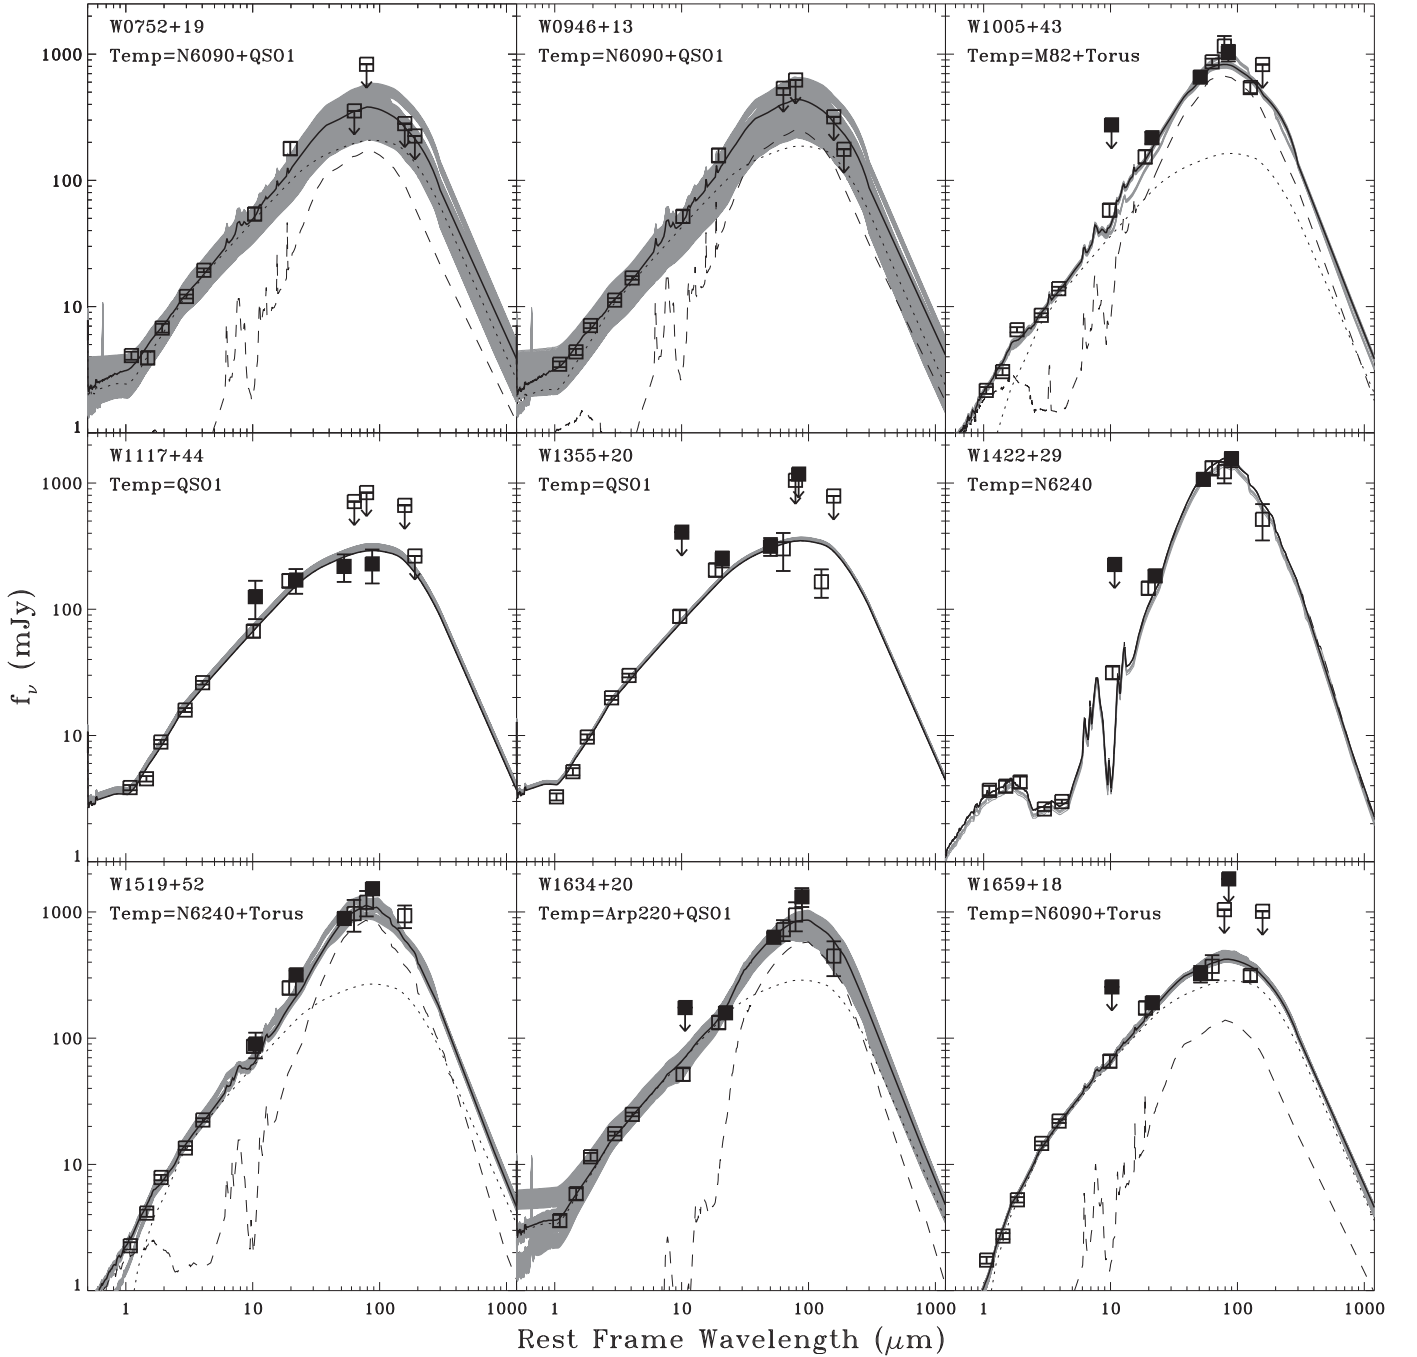 W0752+19
Temp=N6090+QSO1
W0946+13
Temp=N6090+QSO1
W1005+43
Temp=M82+Torus
1000
100
10
1
W1117+44
Temp=QSO1
W1355+20
Temp=QSO1
W1422+29
Temp=N6240
1000
100
10
1
fν (mJy)
W1519+52
Temp=N6240+Torus
W1634+20
Temp=Arp220+QSO1
W1659+18
Temp=N6090+Torus
1000
100
10
1
1 10 100 1000 1 10 100 1000 1 10 100 1000
Rest Frame Wavelength (μm)